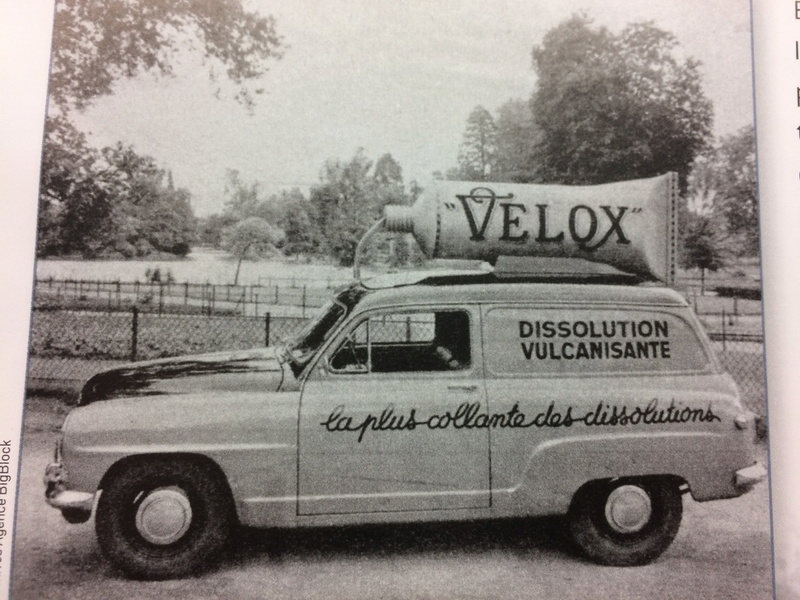 "VELOX"
DISSOLUTION
VULCANISANTE
la plus collante des dissolutions
Agence BigBlock